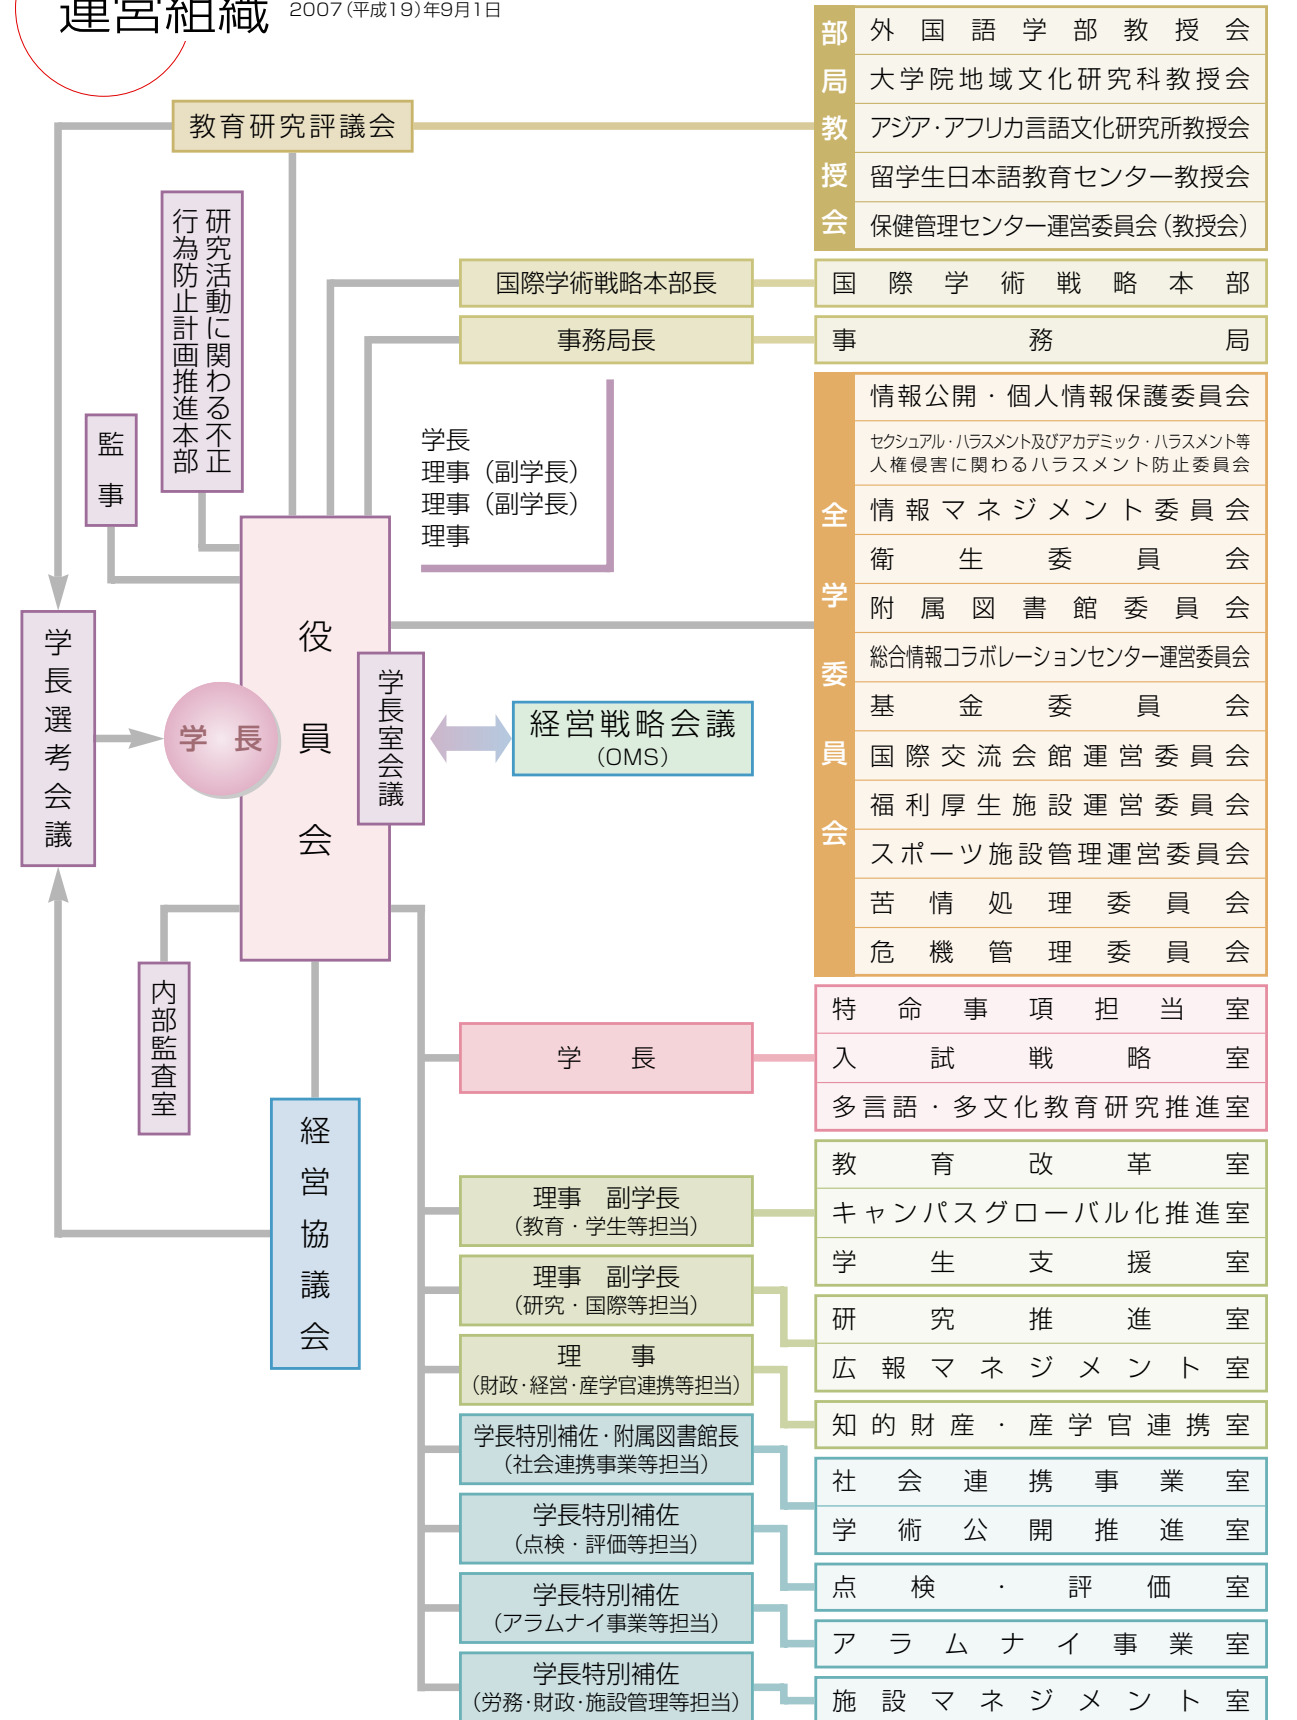 運営組織
2007(平成19)年9月1日
部局教授会
外国語学部教授会
大学院地域文化研究科教授会
アジア・アフリカ言語文化研究所教授会
留学生日本語教育センター教授会
保健管理センター運営委員会(教授会)
教育研究評議会
研究活動に関わる不正
行為防止計画推進本部
監事
国際学術戦略本部長
国際学術戦略本部
事務局長
事務局
学長
理事(副学長)
理事(副学長)
理事
全学委員会
情報公開・個人情報保護委員会
セクシュアル・ハラスメント及びアカデミック・ハラスメント等
人権侵害に関わるハラスメント防止委員会
情報マネジメント委員会
衛生委員会
附属図書館委員会
総合情報コラボレーションセンター運営委員会
基金委員会
国際交流会館運営委員会
福利厚生施設運営委員会
スポーツ施設管理運営委員会
苦情処理委員会
危機管理委員会
学長選考会議
学長
役員会
学長室会議
経営戦略会議
(OMS)
内部監査室
経営協議会
学長
特命事項担当室
入試戦略室
多言語・多文化教育研究推進室
理事 副学長
(教育・学生等担当)
教育改革室
キャンパスグローバル化推進室
学生支援室
理事 副学長
(研究・国際等担当)
研究推進室
広報マネジメント室
理事
(財政・経営・産学官連携等担当)
知的財産・産学官連携室
学長特別補佐・附属図書館長
(社会連携事業等担当)
社会連携事業室
学術公開推進室
学長特別補佐
(点検・評価等担当)
点検・評価室
学長特別補佐
(アラムナイ事業等担当)
アラムナイ事業室
学長特別補佐
(労務・財政・施設管理等担当)
施設マネジメント室